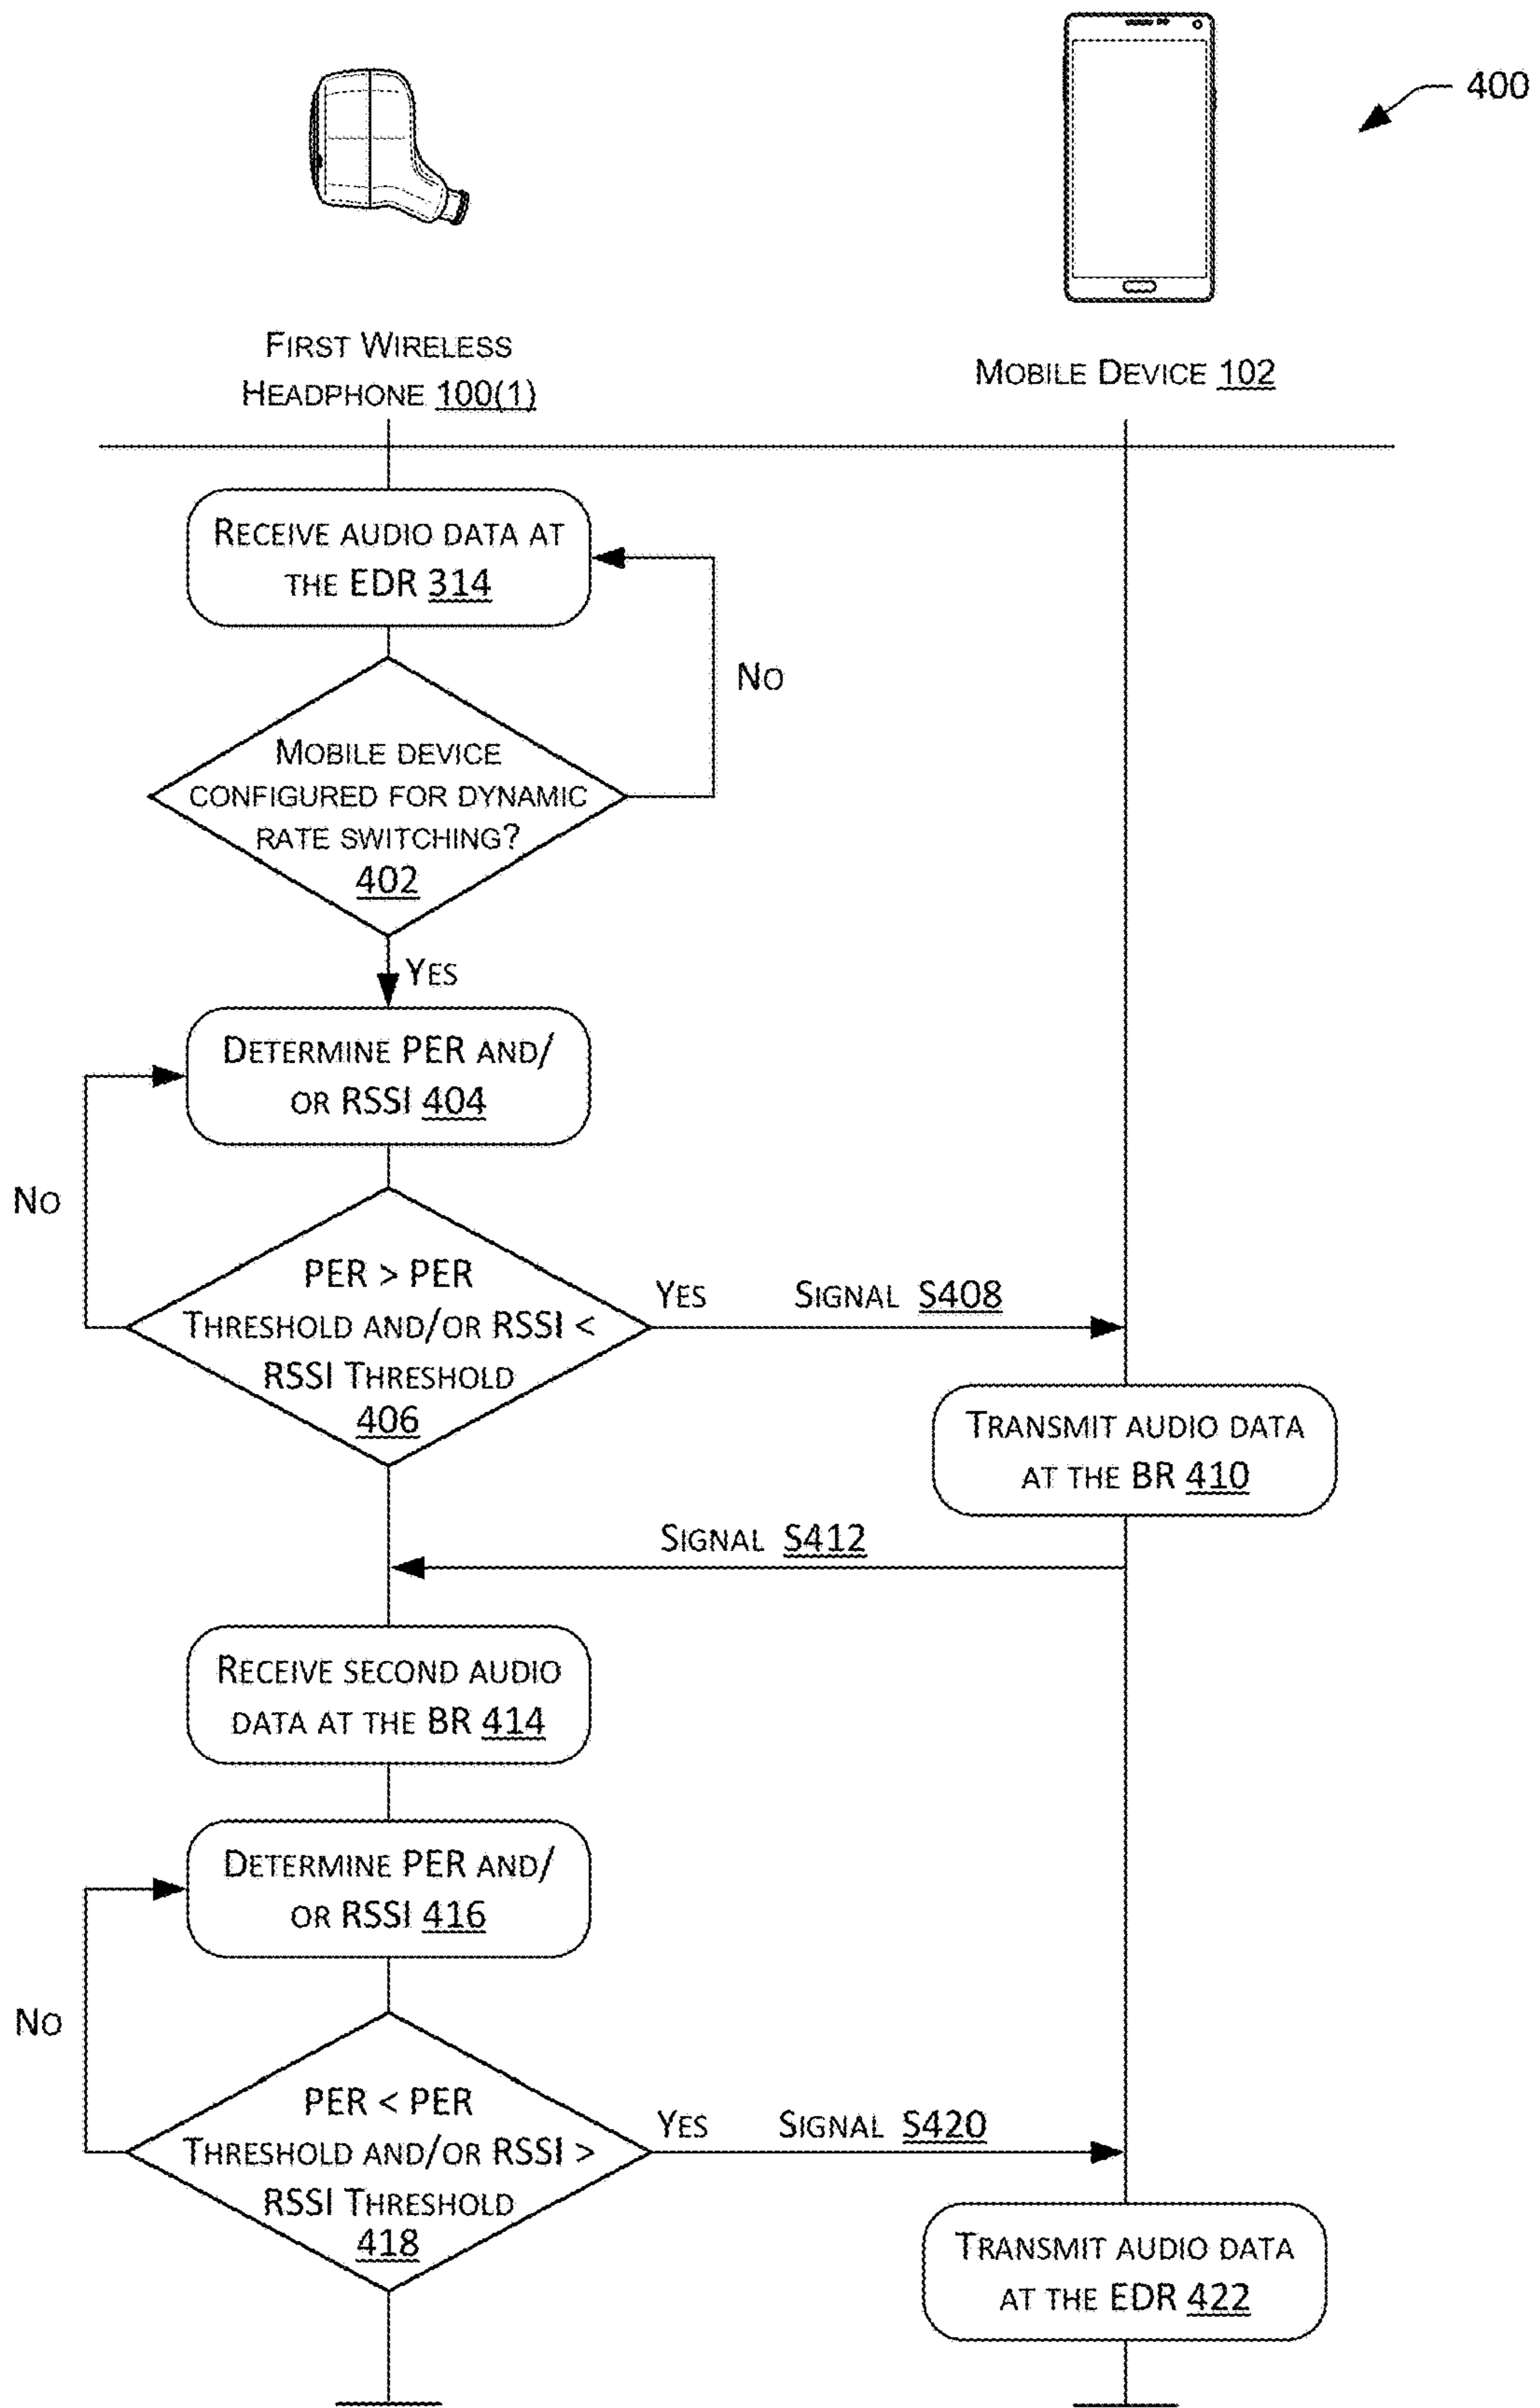 400
First Wireless
Headphone 100(1)
Mobile Device 102
Receive audio data at
the EDR 314
No
Mobile device
configured for dynamic
rate switching?
402
Yes
Determine PER and/
or RSSI 404
No
PER > PER
Threshold and/or RSSI <
RSSI Threshold
406
Yes
Signal S408
Transmit audio data
at the BR 410
Signal S412
Receive second audio
data at the BR 414
Determine PER and/
or RSSI 416
No
PER < PER
Threshold and/or RSSI >
RSSI Threshold
418
Yes
Signal S420
Transmit audio data
at the EDR 422